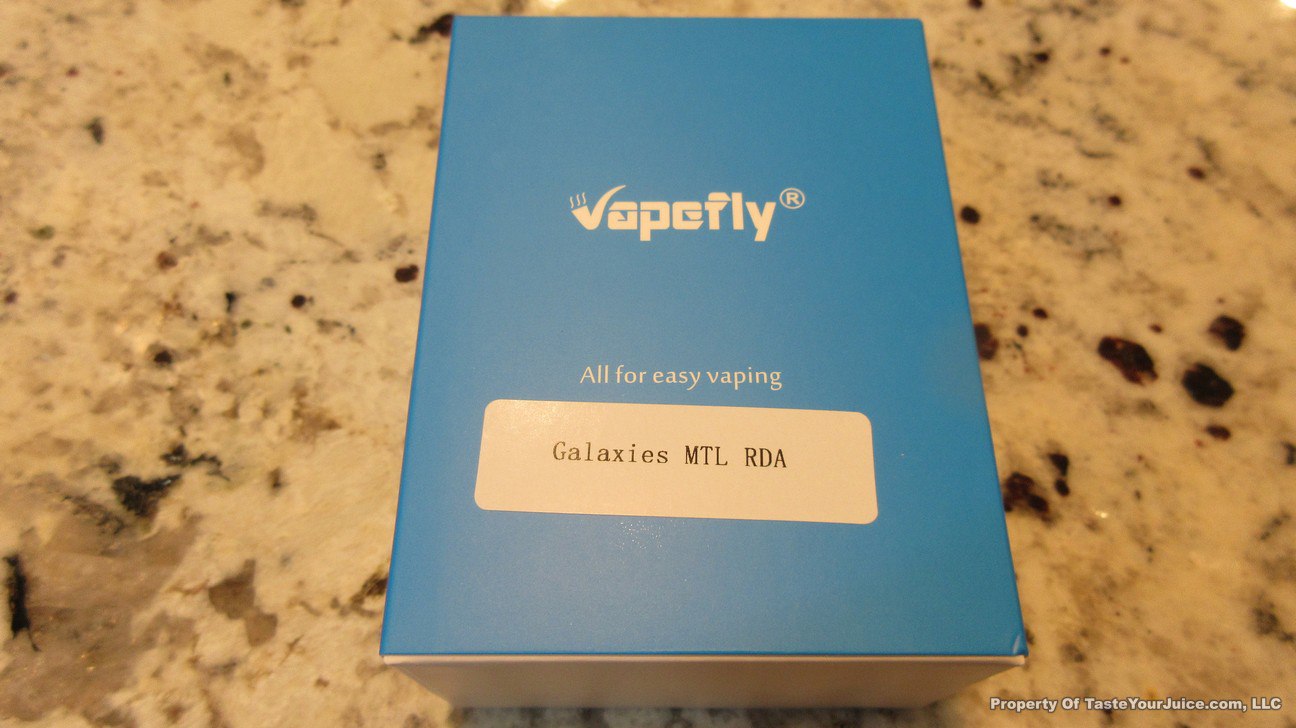 Vapefly®
All for easy vaping
Galaxies MTL RDA
Property Of TasteYourJuice.com, LLC